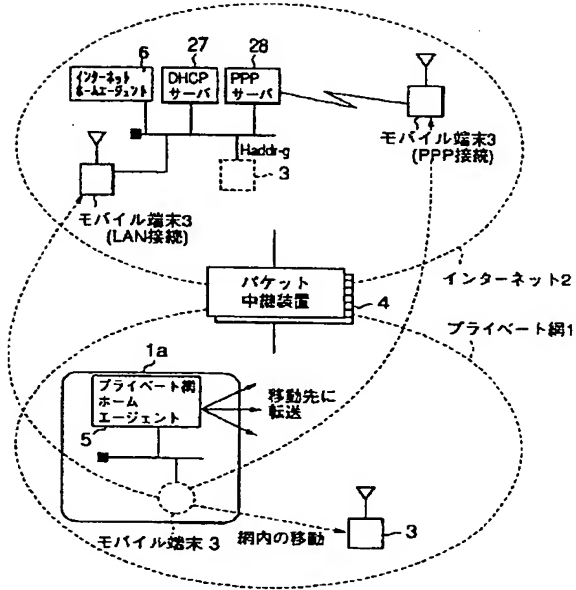 6
27
28
インターネット
ホームエージェント
DHCP
サーバ
PPP
サーバ
Haddr-g
3
モバイル端末3
(PPP接続)
モバイル端末3
(LAN接続)
パケット
中継装置
4
インターネット2
プライベート網1
1a
プライベート網
ホーム
エージェント
5
移動先に
転送
モバイル端末 3
網内の移動
3